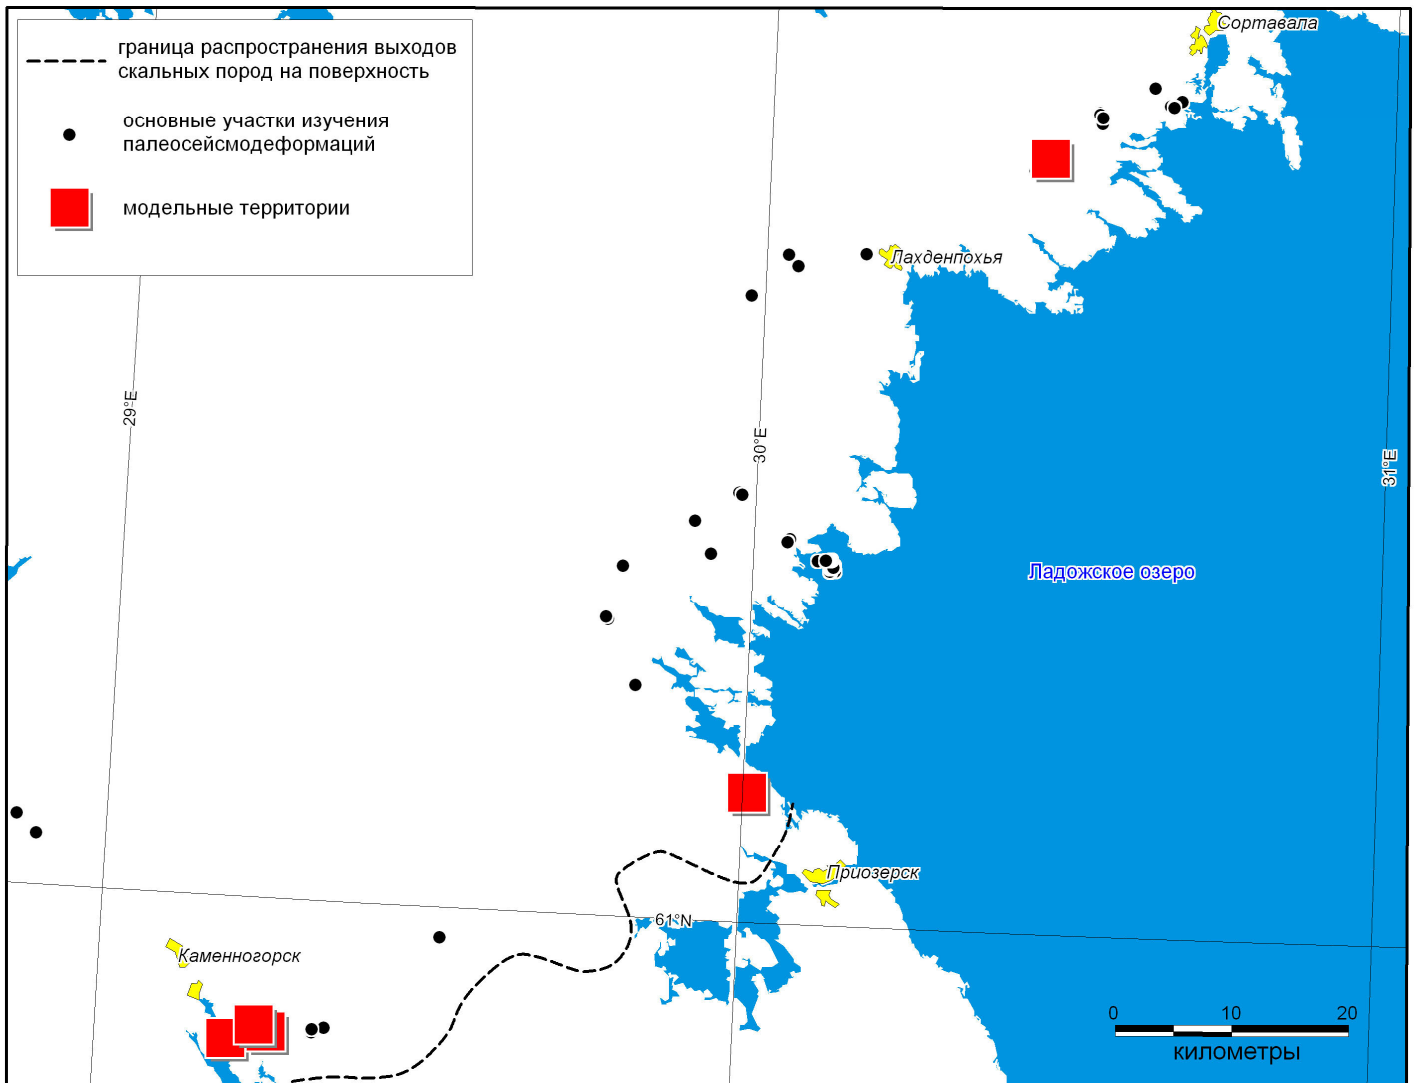 граница распространения выходов
скальных пород на поверхность
основные участки изучения
палеосейсмодеформаций
модельные территории
Сортавала
Лахденпохья
29°E
30°E
31°E
Ладожское озеро
Приозерск
61°N
Каменногорск
0 10 20
километры